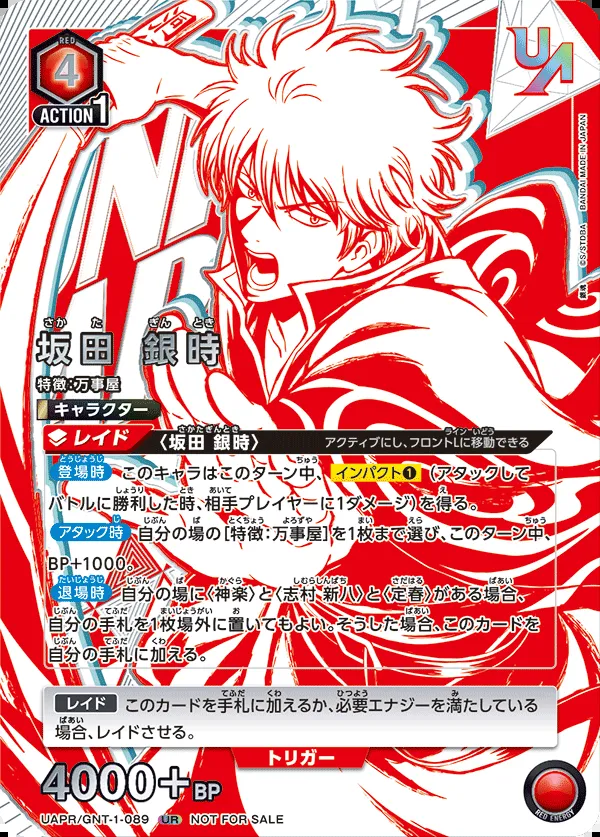 RED
4
ACTION 1
UA
©S/STDBA BANDAI MADE IN JAPAN
銀魂
さか た ぎん とき
坂田 銀時
特徴:万事屋
キャラクター
レイド 〈坂田 銀時〉 アクティブにし、フロントLに移動できる
登場時 このキャラはこのターン中、インパクト❶(アタックして
バトルに勝利した時、相手プレイヤーに1ダメージ)を得る。
アタック時 自分の場の[特徴:万事屋]を1枚まで選び、このターン中、
BP+1000。
退場時 自分の場に〈神楽〉と〈志村 新八〉と〈定春〉がある場合、
自分の手札を1枚場外に置いてもよい。そうした場合、このカードを
自分の手札に加える。
レイド このカードを手札に加えるか、必要エナジーを満たしている
場合、レイドさせる。
トリガー
4000+BP
RED ENERGY
UAPR/GNT-1-089 UR NOT FOR SALE